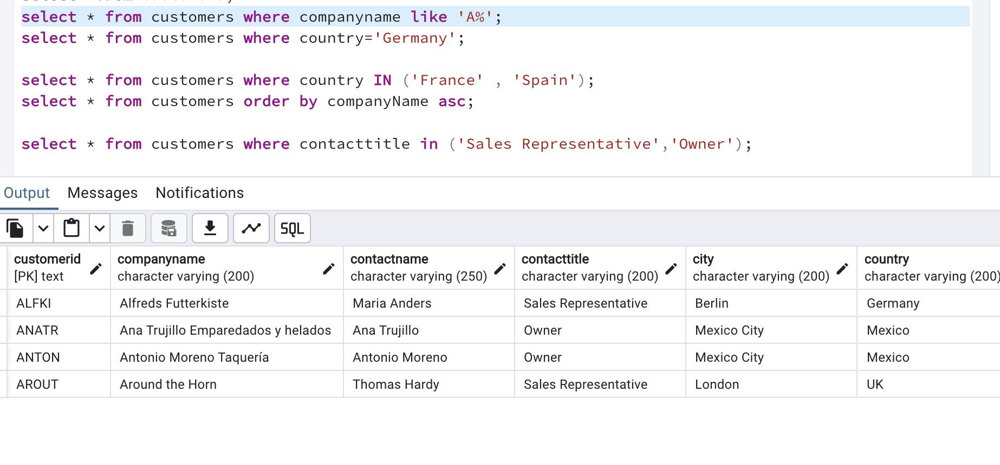 select * from customers where companyname like 'A%';
select * from customers where country='Germany';
select * from customers where country IN ('France' , 'Spain');
select * from customers order by companyName asc;
select * from customers where contacttitle in ('Sales Representative','Owner');
Output Messages Notifications
SQL
customerid companyname contactname contacttitle city country
[PK] text character varying (200) character varying (250) character varying (200) character varying (200) character varying (200)
ALFKI Alfreds Futterkiste Maria Anders Sales Representative Berlin Germany
ANATR Ana Trujillo Emparedados y helados Ana Trujillo Owner Mexico City Mexico
ANTON Antonio Moreno Taquería Antonio Moreno Owner Mexico City Mexico
AROUT Around the Horn Thomas Hardy Sales Representative London UK